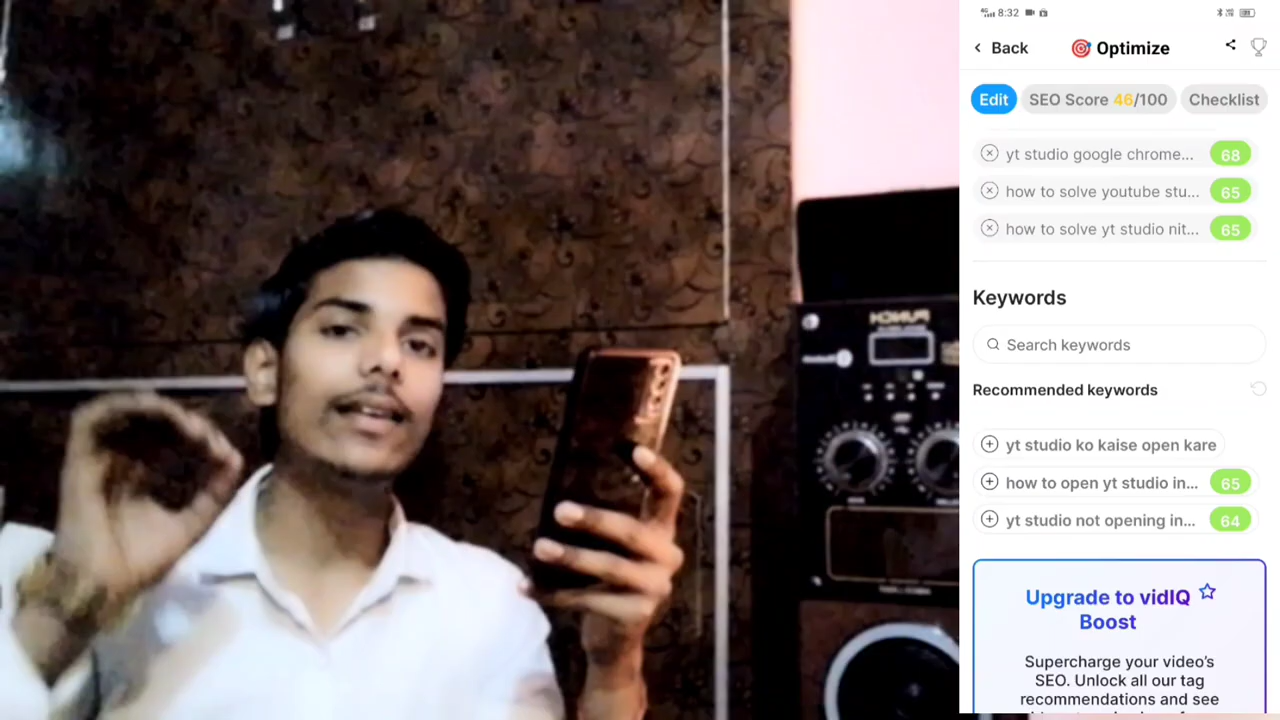 4G 8:32
Back
Optimize
Edit
SEO Score 46/100
Checklist
yt studio google chrome... 68
how to solve youtube stu... 65
how to solve yt studio nit... 65
Keywords
Search keywords
Recommended keywords
yt studio ko kaise open kare
how to open yt studio in... 65
yt studio not opening in... 64
Upgrade to vidIQ
Boost
Supercharge your video's
SEO. Unlock all our tag
recommendations and see